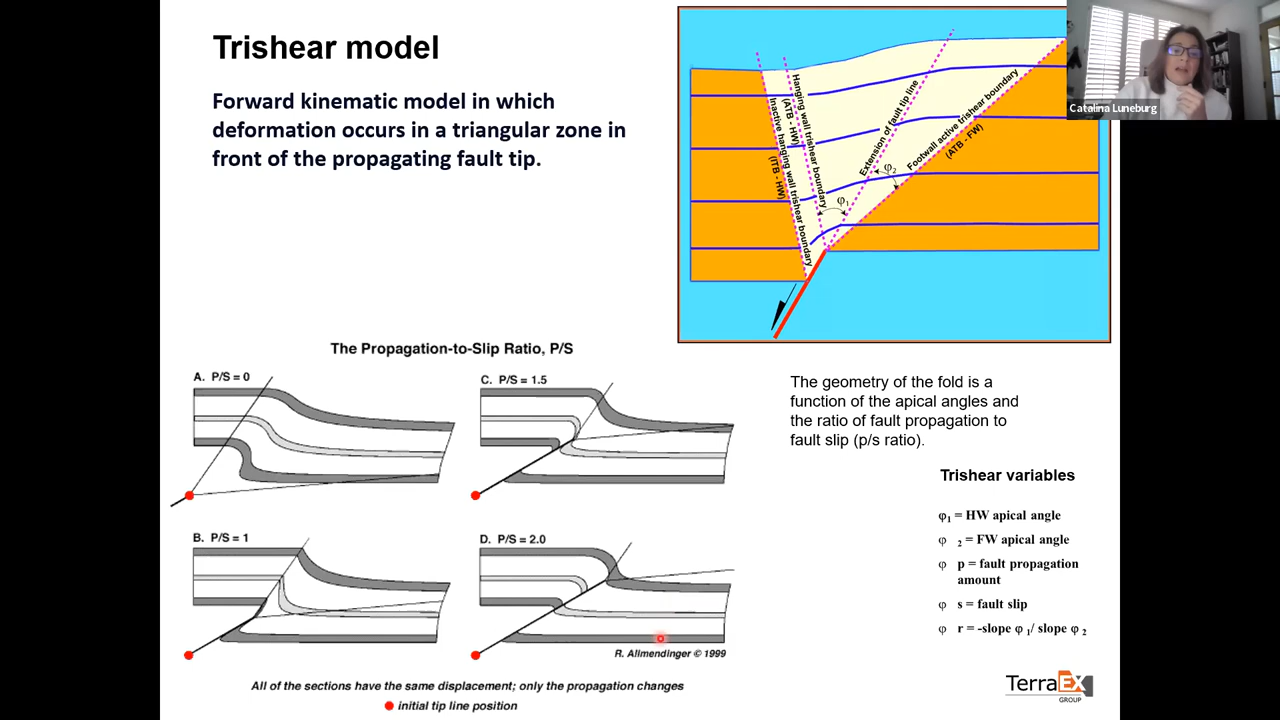 Trishear model
Forward kinematic model in which
deformation occurs in a triangular zone in
front of the propagating fault tip.
Inactive hanging wall trishear boundary
(ITB - HW)
Hanging wall trishear boundary
(ATB - HW)
Extension of fault tip line
Footwall active trishear boundary
(ATB - FW)
φ1
φ2
Catalina Luneburg
The Propagation-to-Slip Ratio, P/S
A. P/S = 0
C. P/S = 1.5
B. P/S = 1
D. P/S = 2.0
R. Allmendinger © 1999
All of the sections have the same displacement; only the propagation changes
initial tip line position
The geometry of the fold is a
function of the apical angles and
the ratio of fault propagation to
fault slip (p/s ratio).
Trishear variables
φ1 = HW apical angle
φ 2 = FW apical angle
φ p = fault propagation
amount
φ s = fault slip
φ r = -slope φ 1/ slope φ 2
TerraEX
GROUP